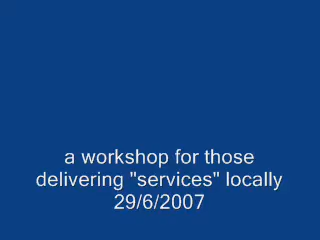 a workshop for those
delivering "services" locally
29/6/2007